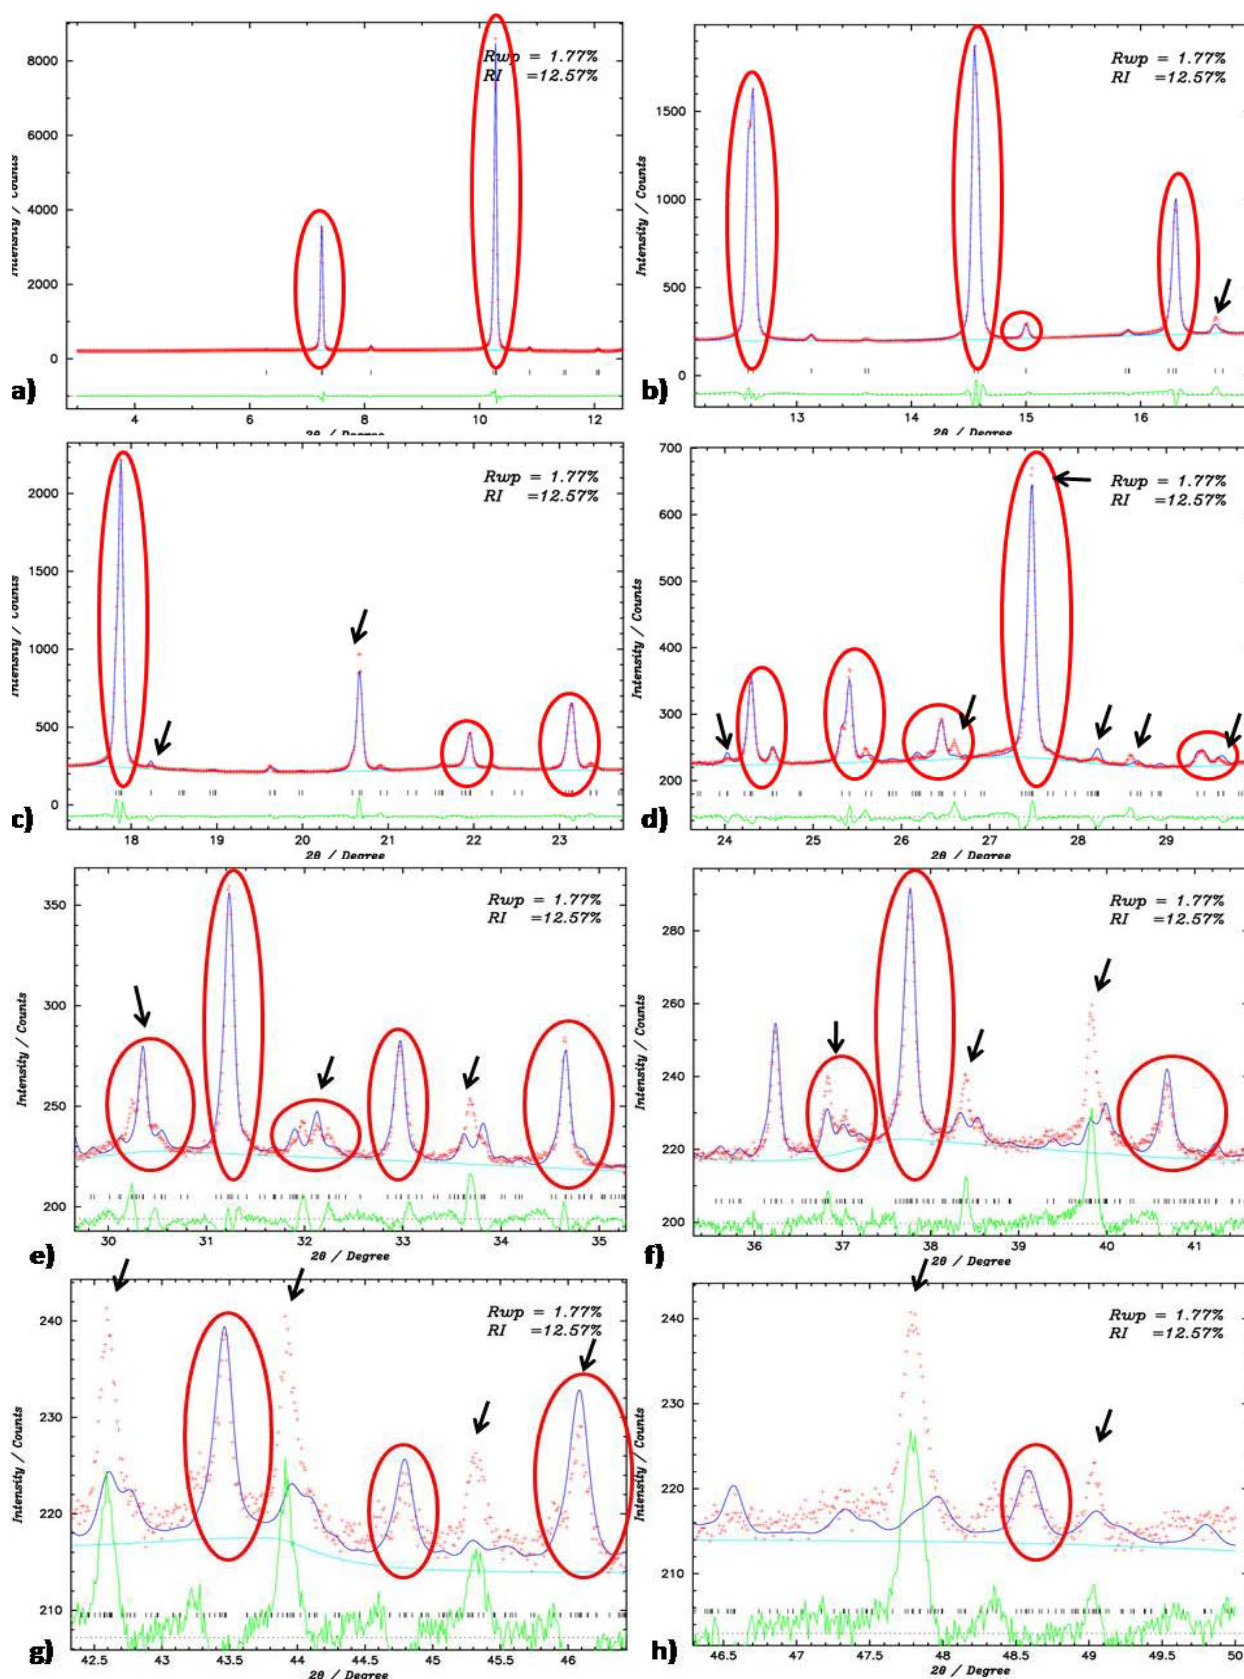 Rwp = 1.77%
RI =12.57%
8000
6000
4000
2000
0
4 6 8 10 12
a)
Rwp = 1.77%
RI =12.57%
Intensity / Counts
1500
1000
500
0
13 14 15 16
2θ / Degree
b)
Rwp = 1.77%
RI =12.57%
2000
1500
1000
500
0
18 19 20 21 22 23
2θ / Degree
c)
Rwp = 1.77%
RI =12.57%
Intensity / Counts
700
600
500
400
300
200
24 25 26 27 28 29
2θ / Degree
d)
Rwp = 1.77%
RI =12.57%
Intensity / Counts
350
300
250
200
30 31 32 33 34 35
2θ / Degree
e)
Rwp = 1.77%
RI =12.57%
Intensity / Counts
280
260
240
220
200
36 37 38 39 40 41
2θ / Degree
f)
Rwp = 1.77%
RI =12.57%
Intensity / Counts
240
230
220
210
42.5 43 43.5 44 44.5 45 45.5 46
2θ / Degree
g)
Rwp = 1.77%
RI =12.57%
Intensity / Counts
240
230
220
210
46.5 47 47.5 48 48.5 49 49.5 50
2θ / Degree
h)